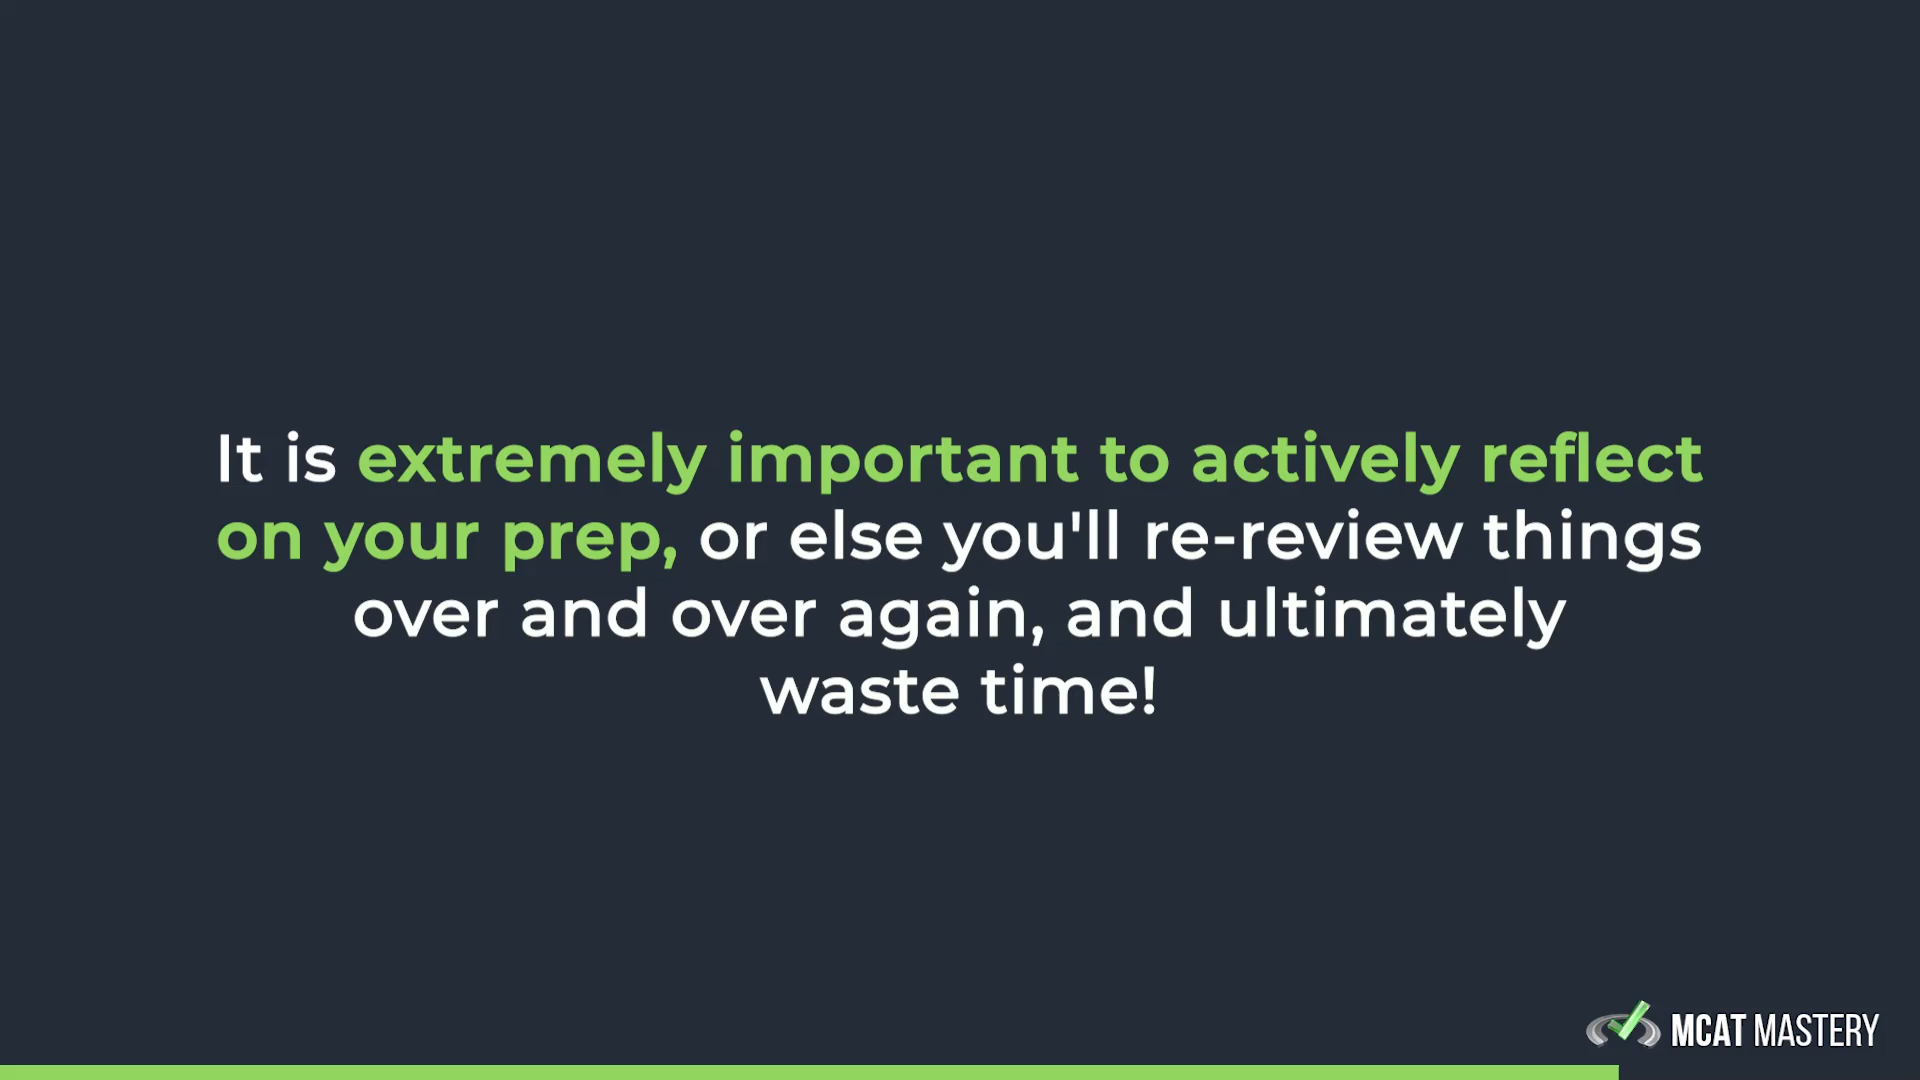 It is extremely important to actively reflect
on your prep, or else you'll re-review things
over and over again, and ultimately
waste time!
MCAT MASTERY